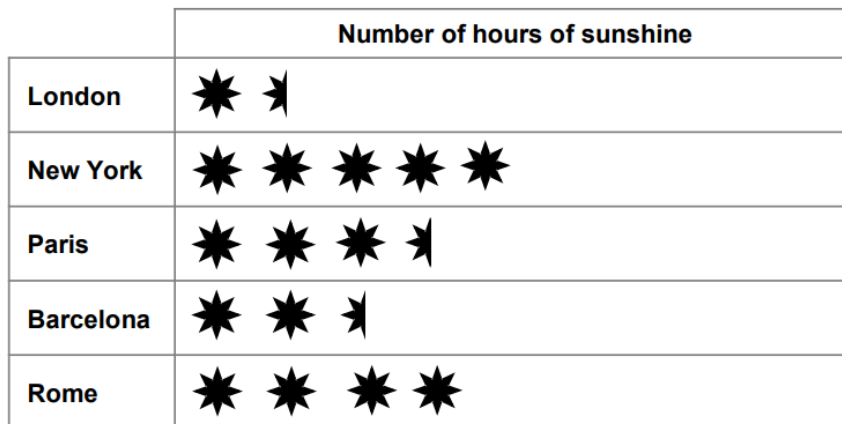 Number of hours of sunshine
London
New York
Paris
Barcelona
Rome